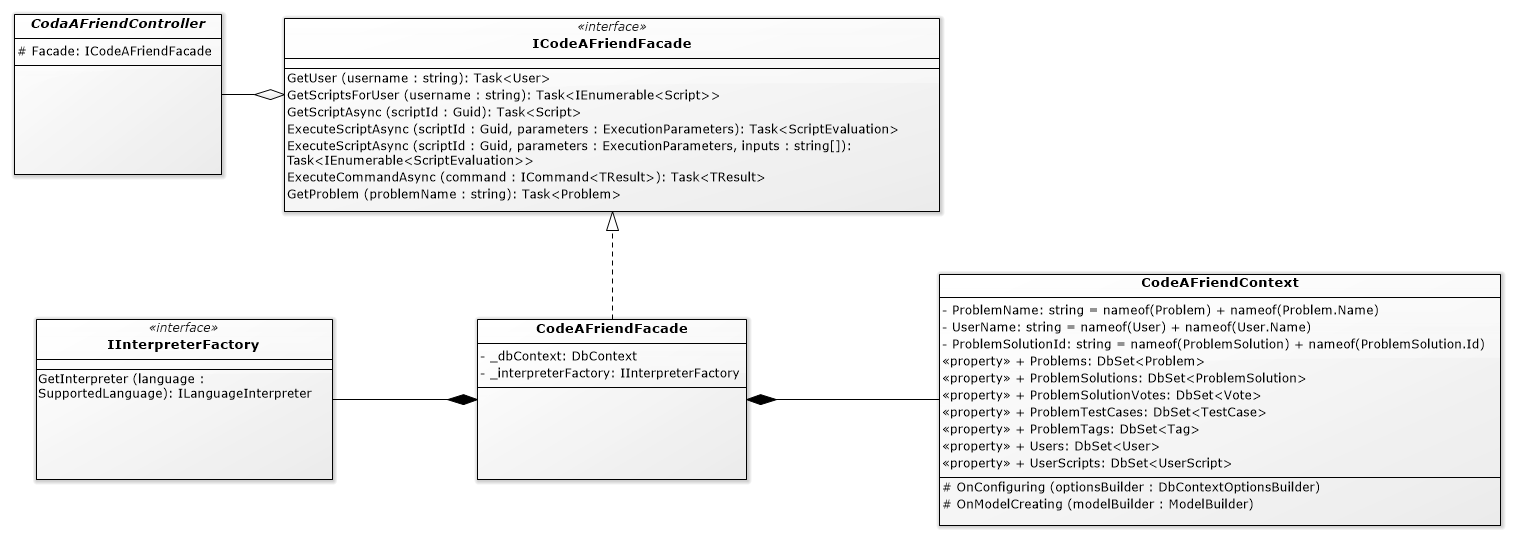 CodaAFriendController
# Facade: ICodeAFriendFacade
«interface»
ICodeAFriendFacade
GetUser (username : string): Task<User>
GetScriptsForUser (username : string): Task<IEnumerable<Script>>
GetScriptAsync (scriptId : Guid): Task<Script>
ExecuteScriptAsync (scriptId : Guid, parameters : ExecutionParameters): Task<ScriptEvaluation>
ExecuteScriptAsync (scriptId : Guid, parameters : ExecutionParameters, inputs : string[]):
Task<IEnumerable<ScriptEvaluation>>
ExecuteCommandAsync (command : ICommand<TResult>): Task<TResult>
GetProblem (problemName : string): Task<Problem>
«interface»
IInterpreterFactory
GetInterpreter (language :
SupportedLanguage): ILanguageInterpreter
CodeAFriendFacade
- _dbContext: DbContext
- _interpreterFactory: IInterpreterFactory
CodeAFriendContext
- ProblemName: string = nameof(Problem) + nameof(Problem.Name)
- UserName: string = nameof(User) + nameof(User.Name)
- ProblemSolutionId: string = nameof(ProblemSolution) + nameof(ProblemSolution.Id)
«property» + Problems: DbSet<Problem>
«property» + ProblemSolutions: DbSet<ProblemSolution>
«property» + ProblemSolutionVotes: DbSet<Vote>
«property» + ProblemTestCases: DbSet<TestCase>
«property» + ProblemTags: DbSet<Tag>
«property» + Users: DbSet<User>
«property» + UserScripts: DbSet<UserScript>
# OnConfiguring (optionsBuilder : DbContextOptionsBuilder)
# OnModelCreating (modelBuilder : ModelBuilder)